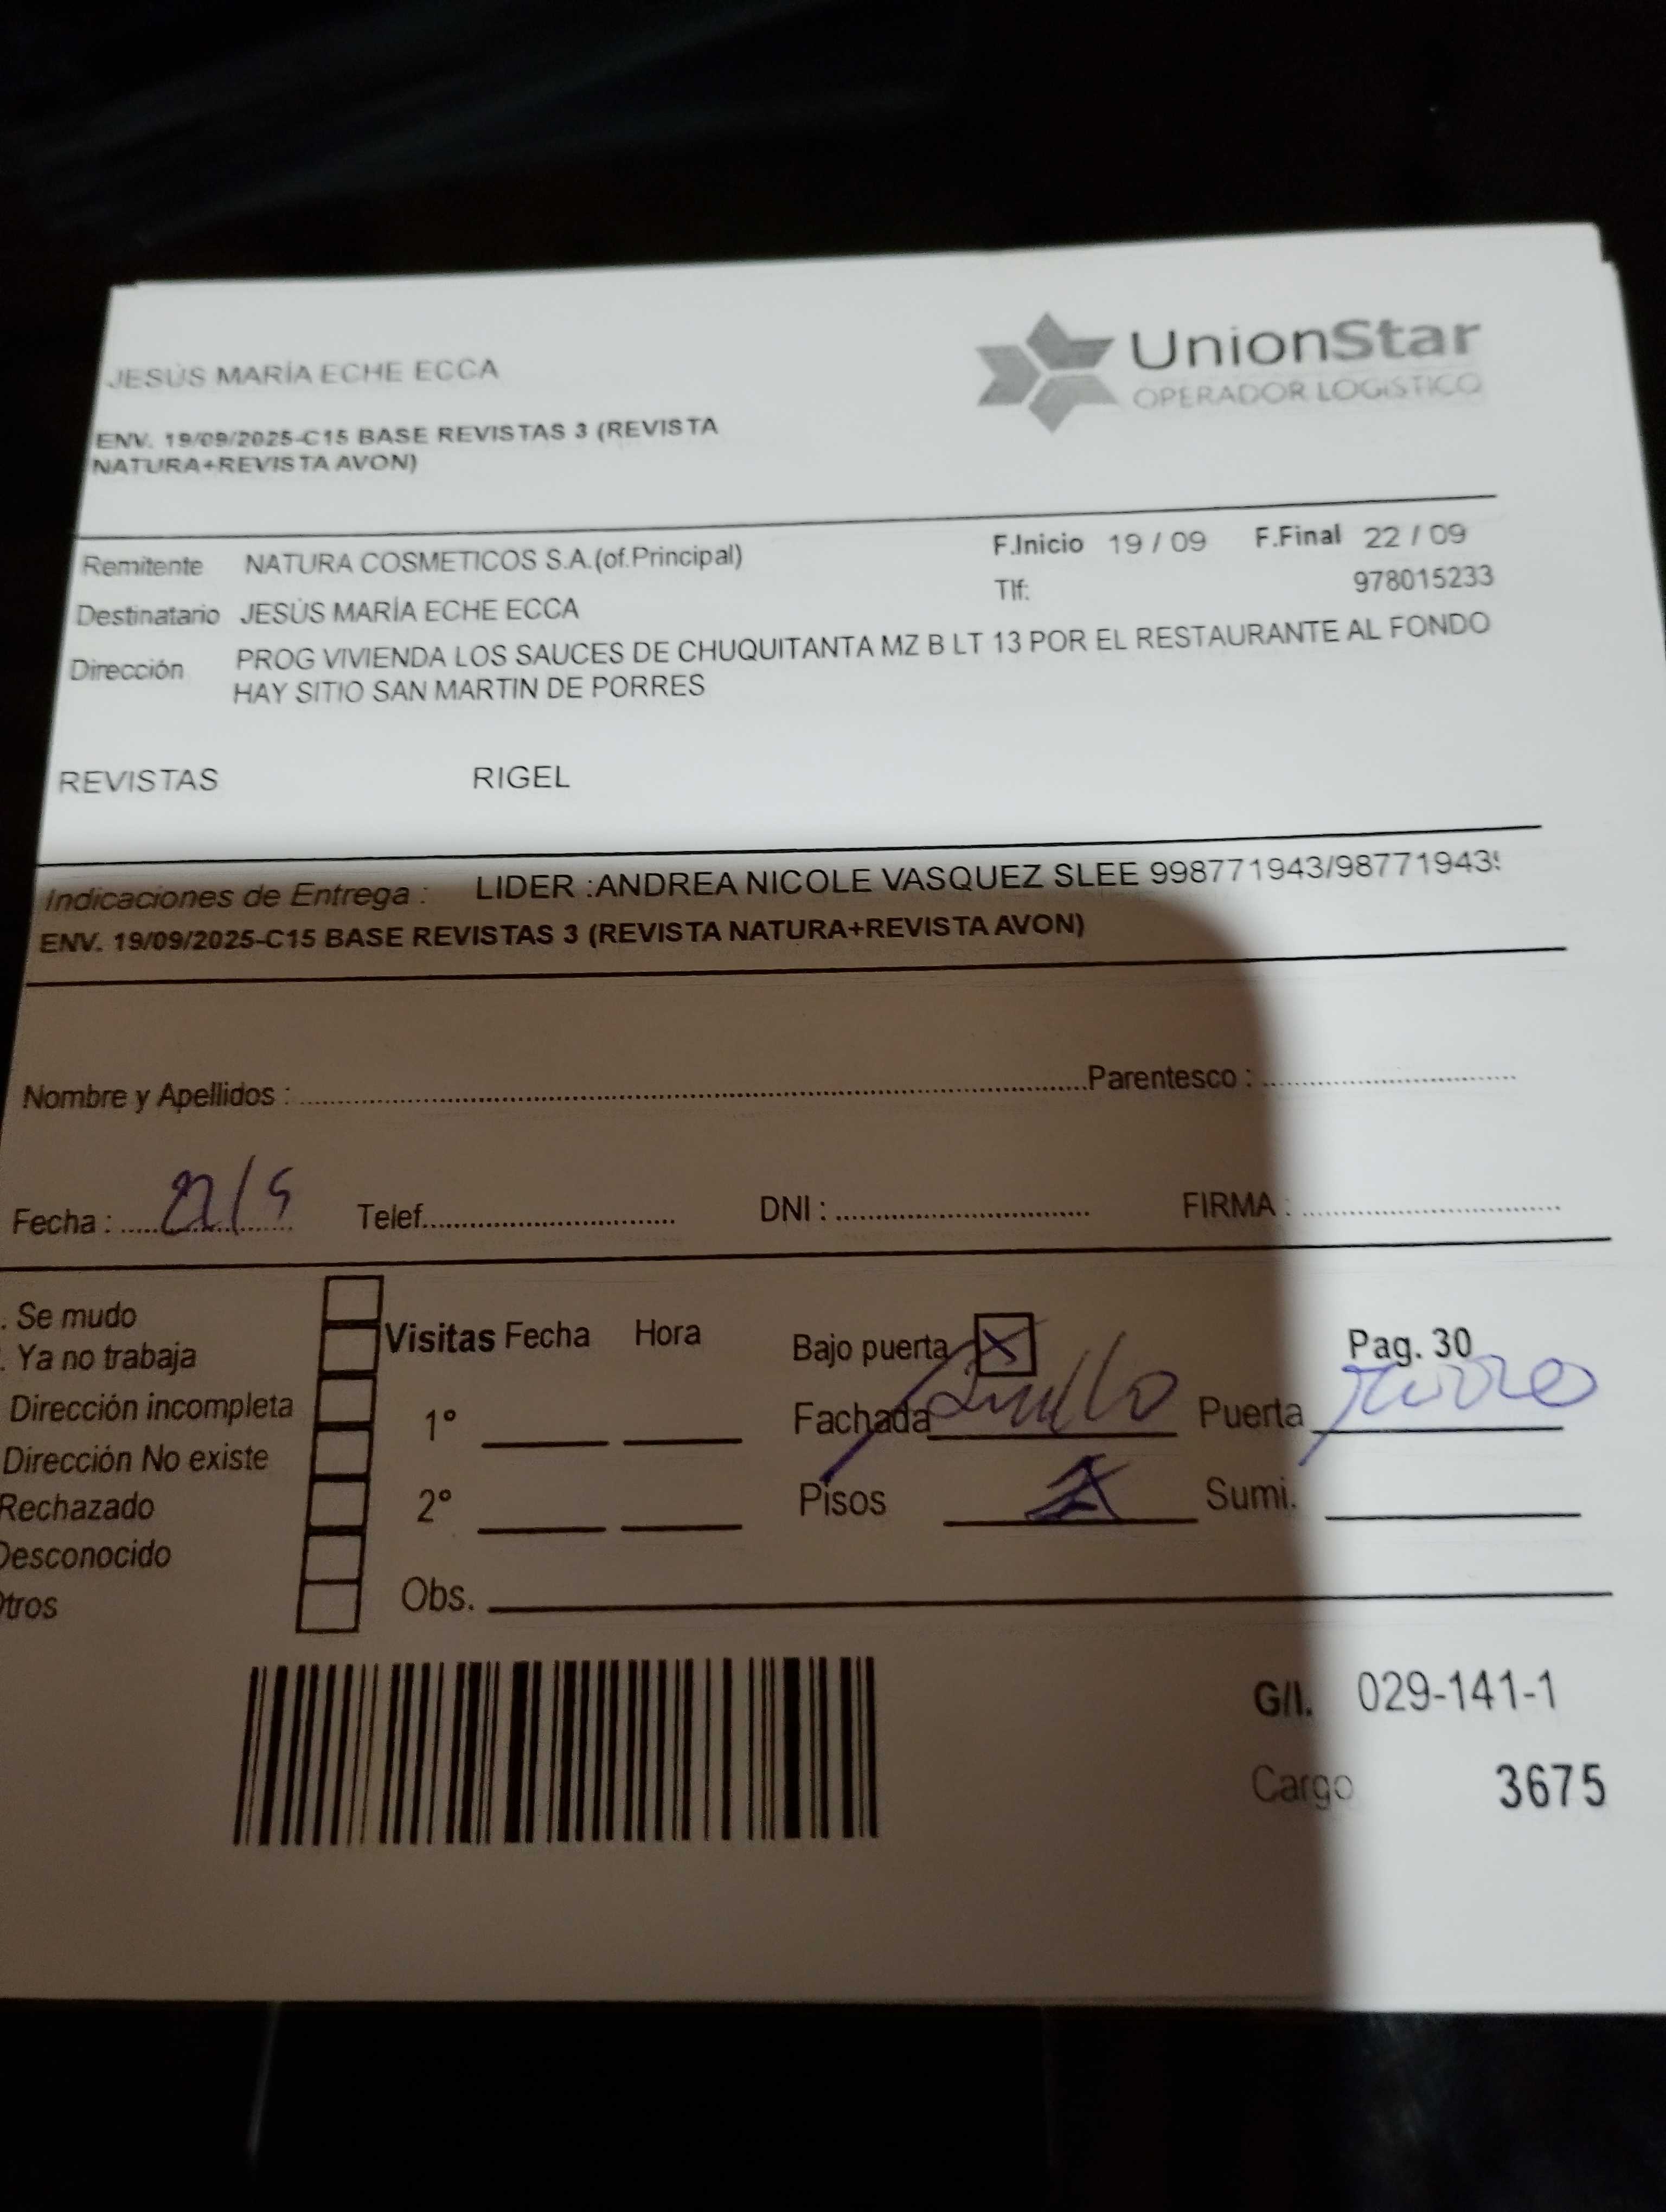 JESÚS MARÍA ECHE ECCA
UnionStar
OPERADOR LOGÍSTICO
ENV. 19/09/2025-C15 BASE REVISTAS 3 (REVISTA
NATURA+REVISTA AVON)
Remitente NATURA COSMETICOS S.A.(of.Principal) F.Inicio 19 / 09 F.Final 22 / 09
Tlf: 978015233
Destinatario JESÚS MARÍA ECHE ECCA
Dirección PROG VIVIENDA LOS SAUCES DE CHUQUITANTA MZ B LT 13 POR EL RESTAURANTE AL FONDO
HAY SITIO SAN MARTIN DE PORRES
REVISTAS RIGEL
Indicaciones de Entrega : LIDER :ANDREA NICOLE VASQUEZ SLEE 998771943/98771943
ENV. 19/09/2025-C15 BASE REVISTAS 3 (REVISTA NATURA+REVISTA AVON)
Nombre y Apellidos : Parentesco :
Fecha : 22/9 Telef. DNI : FIRMA :
. Se mudo
. Ya no trabaja
Dirección incompleta
Dirección No existe
Rechazado
Desconocido
Otros
Visitas Fecha Hora
1°
2°
Obs.
Bajo puerta X Pag. 30
Fachada Puerta
Pisos Sumi.
G/I. 029-141-1
Cargo 3675